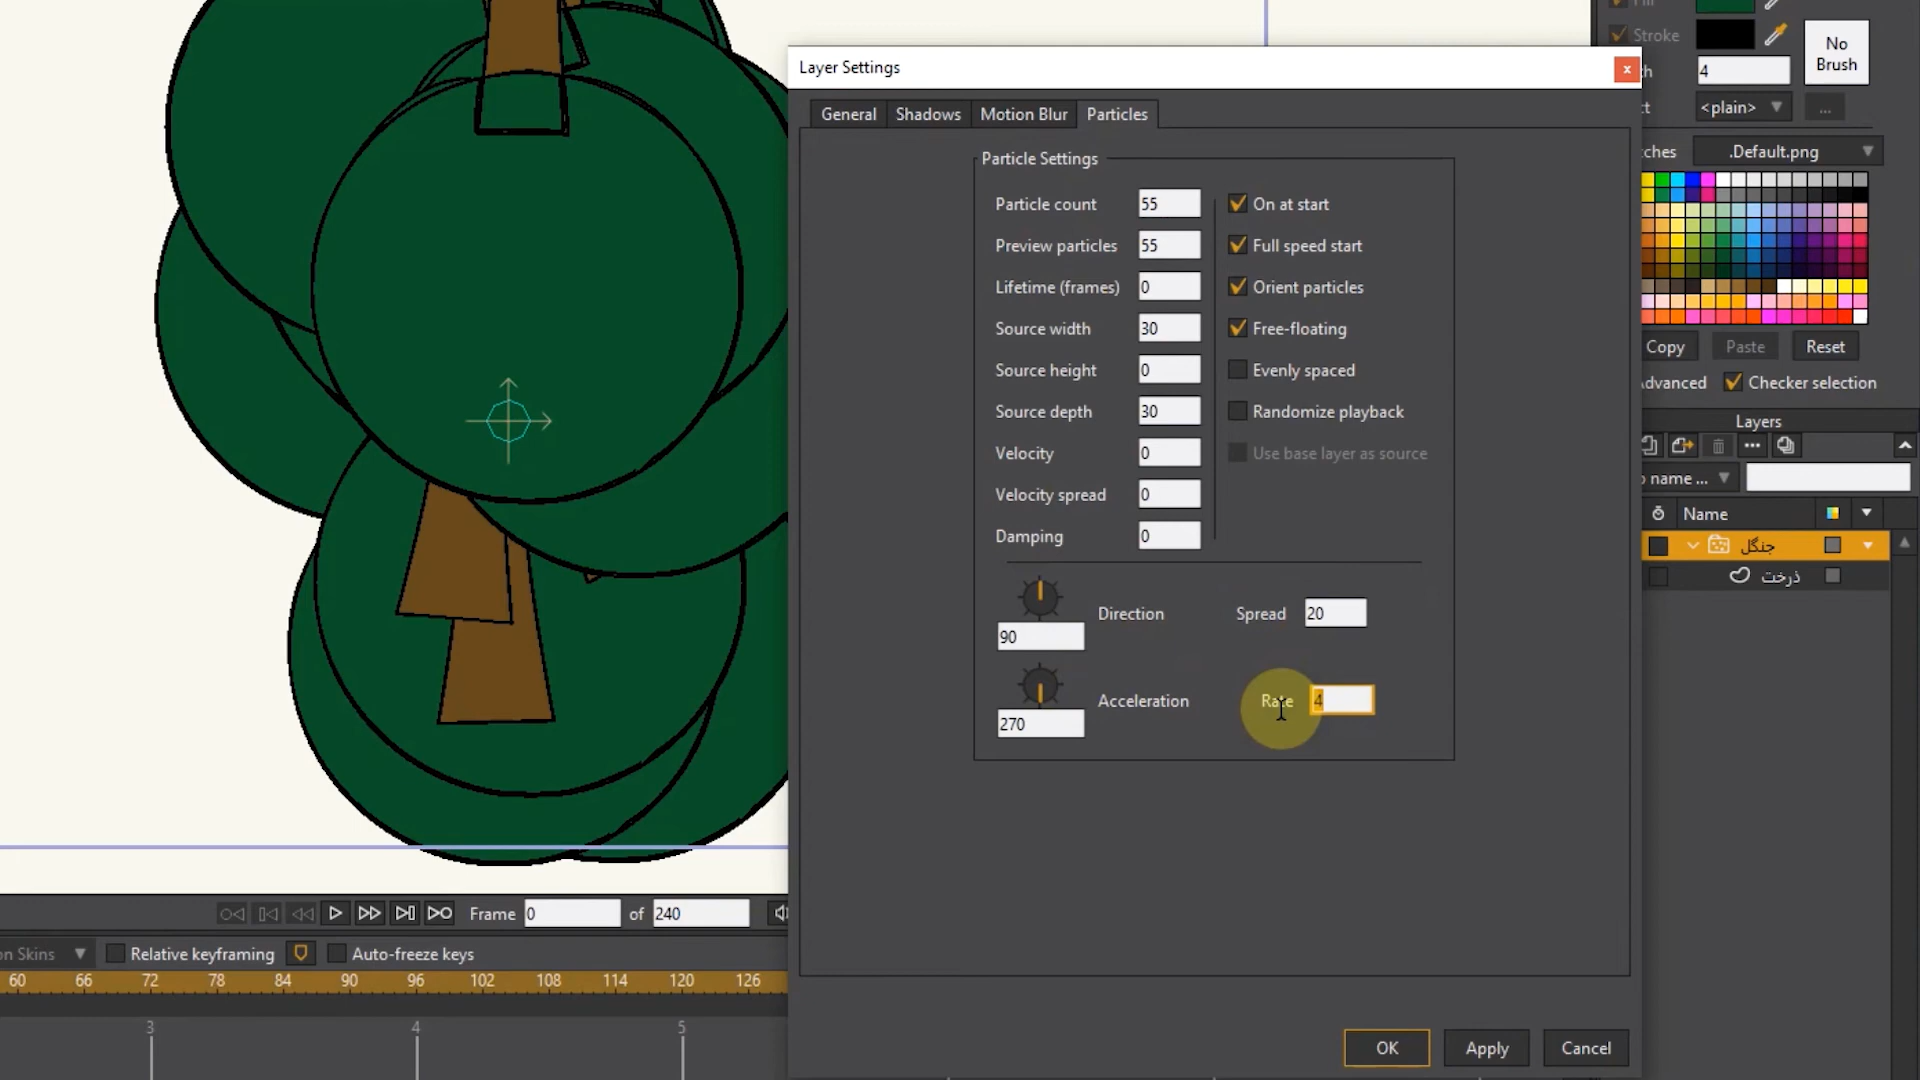 Fill
Stroke
No Brush
4
<plain>
...
Layer Settings
x
General
Shadows
Motion Blur
Particles
.Default.png
Particle Settings
Particle count 55
On at start
Preview particles 55
Full speed start
Lifetime (frames) 0
Orient particles
Source width 30
Free-floating
Source height 0
Evenly spaced
Source depth 30
Randomize playback
Velocity 0
Use base layer as source
Velocity spread 0
Damping 0
Direction
90
Spread 20
Acceleration
270
Rate 4
OK
Apply
Cancel
Copy
Paste
Reset
Checker selection
Layers
...
name ...
Name
جنگل
درخت
Frame 0 of 240
Skins
Relative keyframing
Auto-freeze keys
60 66 72 78 84 90 96 102 108 114 120 126
3 4 5